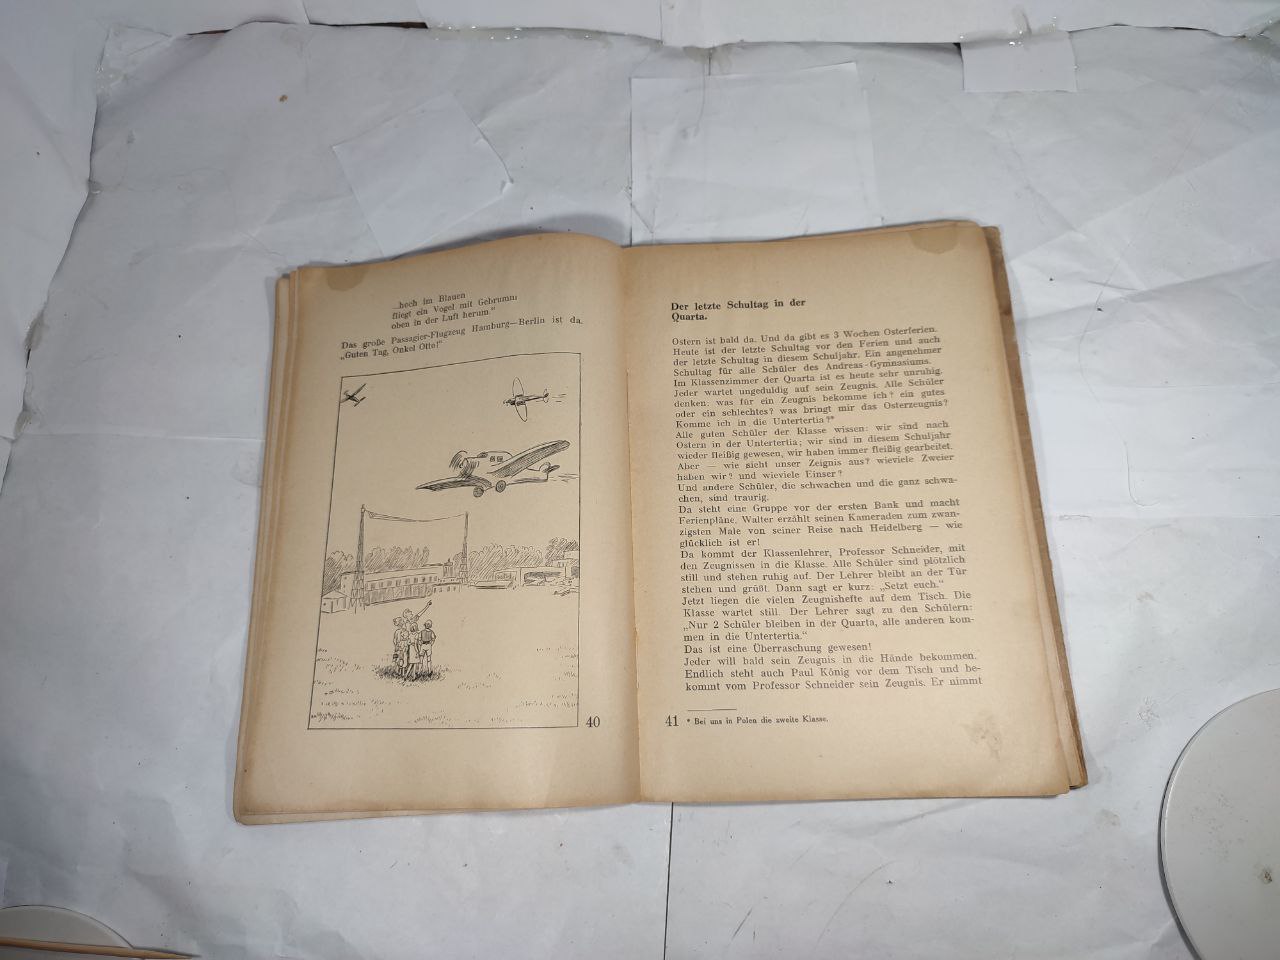 ...hoch im Blauen
fliegt ein Vogel mit Gebrumm
oben in der Luft herum."
Das große Passagier-Flugzeug Hamburg—Berlin ist da.
„Guten Tag, Onkel Otto!"
40
Der letzte Schultag in der
Quarta.
Ostern ist bald da. Und da gibt es 3 Wochen Osterferien.
Heute ist der letzte Schultag vor den Ferien und auch
der letzte Schultag in diesem Schuljahr. Ein angenehmer
Schultag für alle Schüler des Andreas-Gymnasiums.
Im Klassenzimmer der Quarta ist es heute sehr unruhig.
Jeder wartet ungeduldig auf sein Zeugnis. Alle Schüler
denken: was für ein Zeugnis bekomme ich? ein gutes
oder ein schlechtes? was bringt mir das Osterzeugnis?
Komme ich in die Untertertia?*
Alle guten Schüler der Klasse wissen: wir sind nach
Ostern in der Untertertia; wir sind in diesem Schuljahr
wieder fleißig gewesen, wir haben immer fleißig gearbeitet.
Aber — wie sieht unser Zeignis aus? wieviele Zweier
haben wir? und wieviele Einser?
Und andere Schüler, die schwachen und die ganz schwa-
chen, sind traurig.
Da steht eine Gruppe vor der ersten Bank und macht
Ferienpläne. Walter erzählt seinen Kameraden zum zwan-
zigsten Male von seiner Reise nach Heidelberg — wie
glücklich ist er!
Da kommt der Klassenlehrer, Professor Schneider, mit
den Zeugnissen in die Klasse. Alle Schüler sind plötzlich
still und stehen ruhig auf. Der Lehrer bleibt an der Tür
stehen und grüßt. Dann sagt er kurz: „Setzt euch."
Jetzt liegen die vielen Zeugnishefte auf dem Tisch. Die
Klasse wartet still. Der Lehrer sagt zu den Schülern:
„Nur 2 Schüler bleiben in der Quarta, alle anderen kom-
men in die Untertertia."
Das ist eine Überraschung gewesen!
Jeder will bald sein Zeugnis in die Hände bekommen.
Endlich steht auch Paul König vor dem Tisch und be-
kommt vom Professor Schneider sein Zeugnis. Er nimmt
41 * Bei uns in Polen die zweite Klasse.